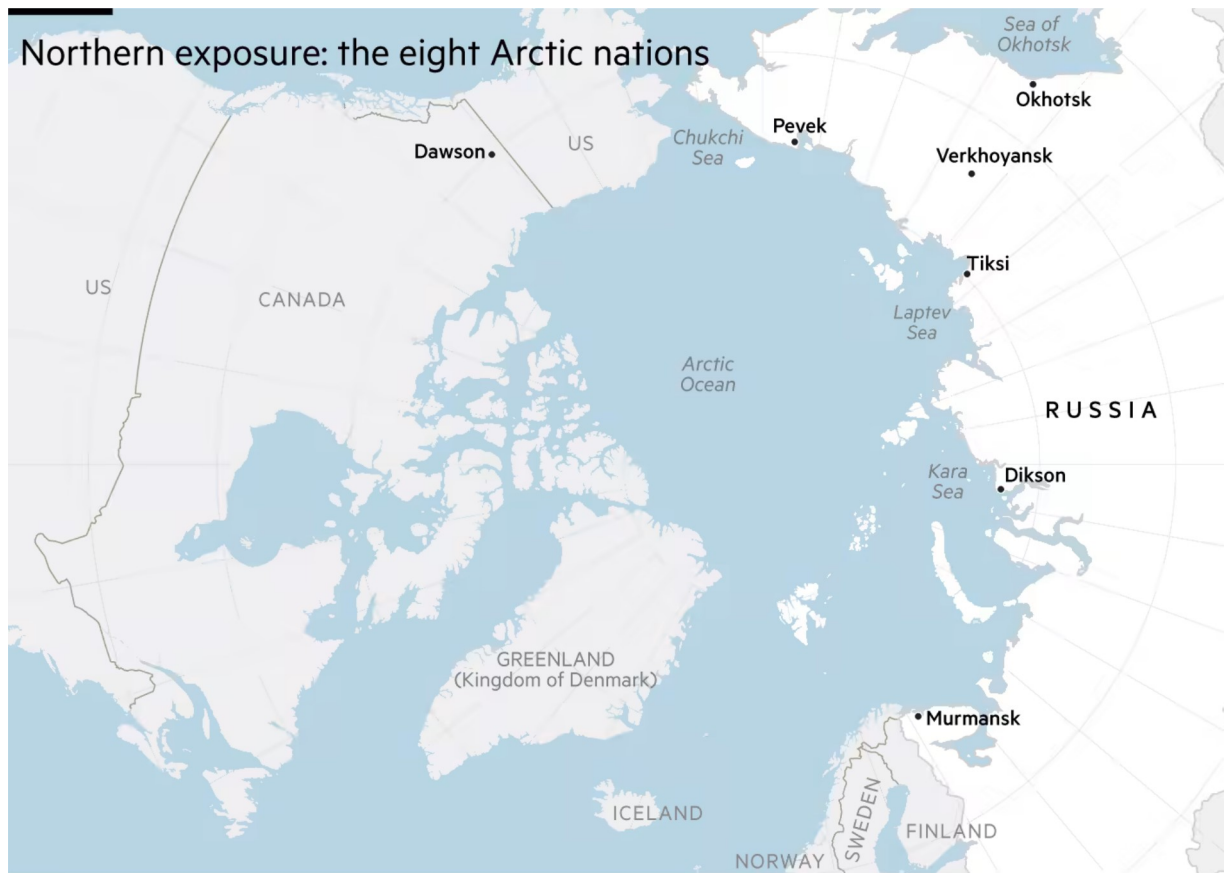 Northern exposure: the eight Arctic nations
Sea of
Okhotsk
Okhotsk
Pevek
Chukchi
Sea
US
Dawson
Verkhoyansk
Tiksi
US
CANADA
Laptev
Sea
Arctic
Ocean
RUSSIA
Kara
Sea
Dikson
GREENLAND
(Kingdom of Denmark)
Murmansk
ICELAND
SWEDEN
FINLAND
NORWAY